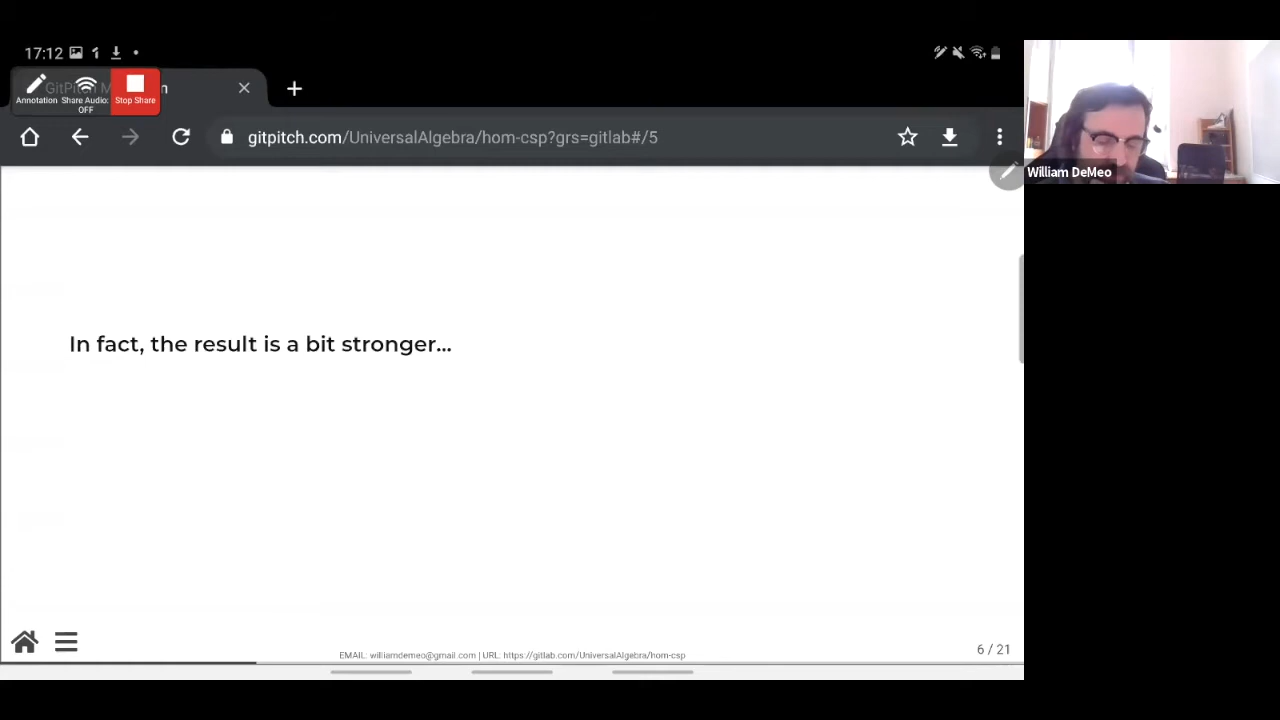 17:12
GitPitch M n
Annotation Share Audio: OFF Stop Share
gitpitch.com/UniversalAlgebra/hom-csp?grs=gitlab#/5
William DeMeo
In fact, the result is a bit stronger...
EMAIL: williamdemeo@gmail.com | URL: https://gitlab.com/UniversalAlgebra/hom-csp
6 / 21